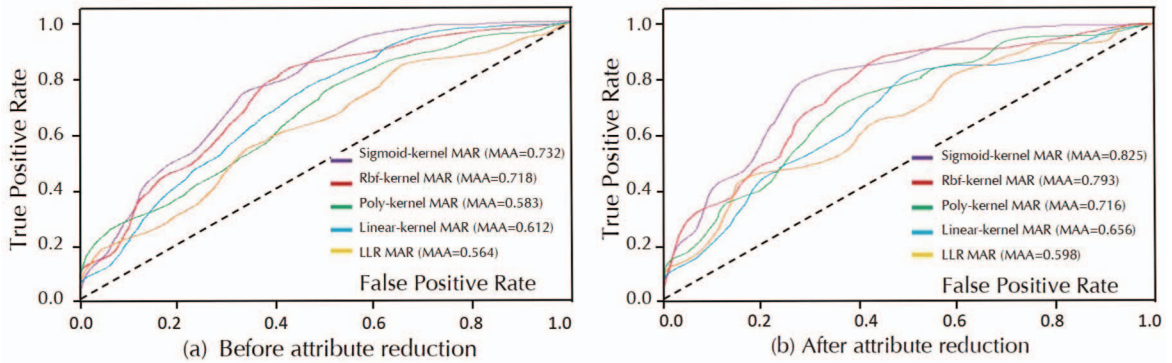 True Positive Rate
1.0
0.8
0.6
0.4
0.2
0.0
Sigmoid-kernel MAR (MAA=0.732)
Rbf-kernel MAR (MAA=0.718)
Poly-kernel MAR (MAA=0.583)
Linear-kernel MAR (MAA=0.612)
LLR MAR (MAA=0.564)
False Positive Rate
0.0 0.2 0.4 0.6 0.8 1.0
(a) Before attribute reduction
True Positive Rate
1.0
0.8
0.6
0.4
0.2
0.0
Sigmoid-kernel MAR (MAA=0.825)
Rbf-kernel MAR (MAA=0.793)
Poly-kernel MAR (MAA=0.716)
Linear-kernel MAR (MAA=0.656)
LLR MAR (MAA=0.598)
False Positive Rate
0.0 0.2 0.4 0.6 0.8 1.0
(b) After attribute reduction